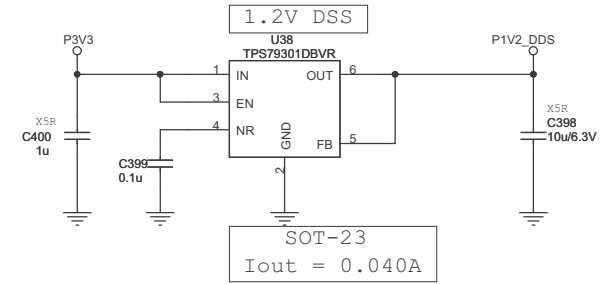 1.2V DSS
P3V3
U38
TPS79301DBVR
P1V2_DDS
1
IN
OUT
6
3
EN
4
NR
GND
FB
5
2
X5R
C400
1u
C399
0.1u
X5R
C398
10u/6.3V
SOT-23
Iout = 0.040A